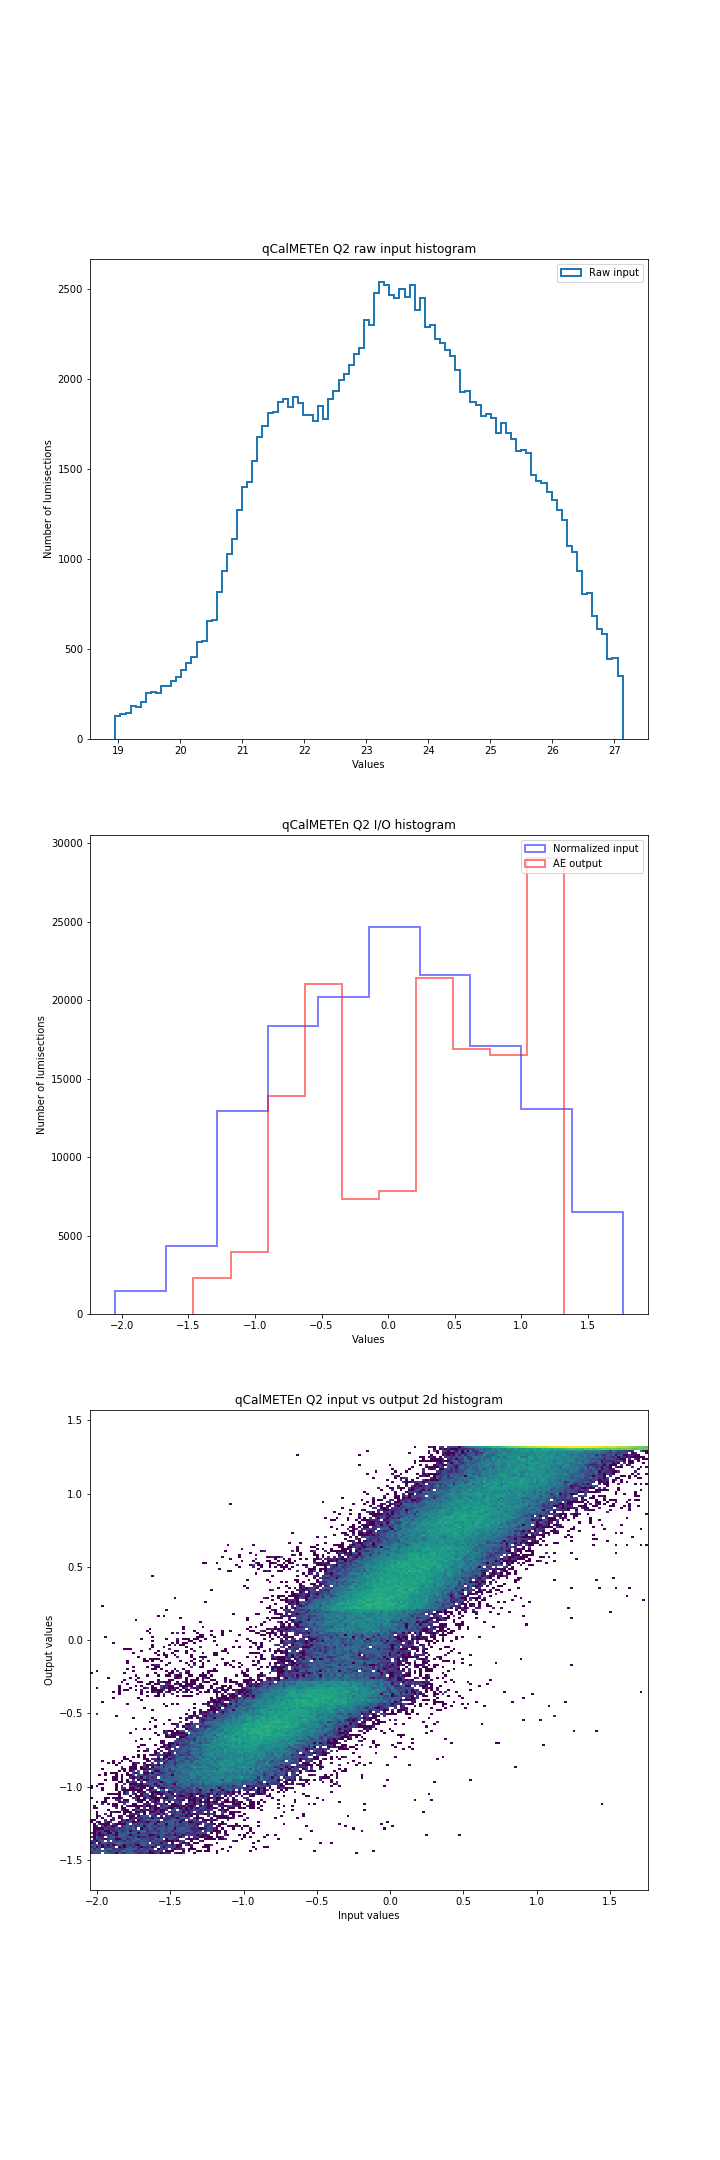 qCalMETEn Q2 raw input histogram
Raw input
2500
2000
1500
1000
500
0
Number of lumisections
19 20 21 22 23 24 25 26 27
Values
qCalMETEn Q2 I/O histogram
Normalized input
AE output
30000
25000
20000
15000
10000
5000
0
Number of lumisections
−2.0 −1.5 −1.0 −0.5 0.0 0.5 1.0 1.5
Values
qCalMETEn Q2 input vs output 2d histogram
1.5
1.0
0.5
0.0
−0.5
−1.0
−1.5
Output values
−2.0 −1.5 −1.0 −0.5 0.0 0.5 1.0 1.5
Input values